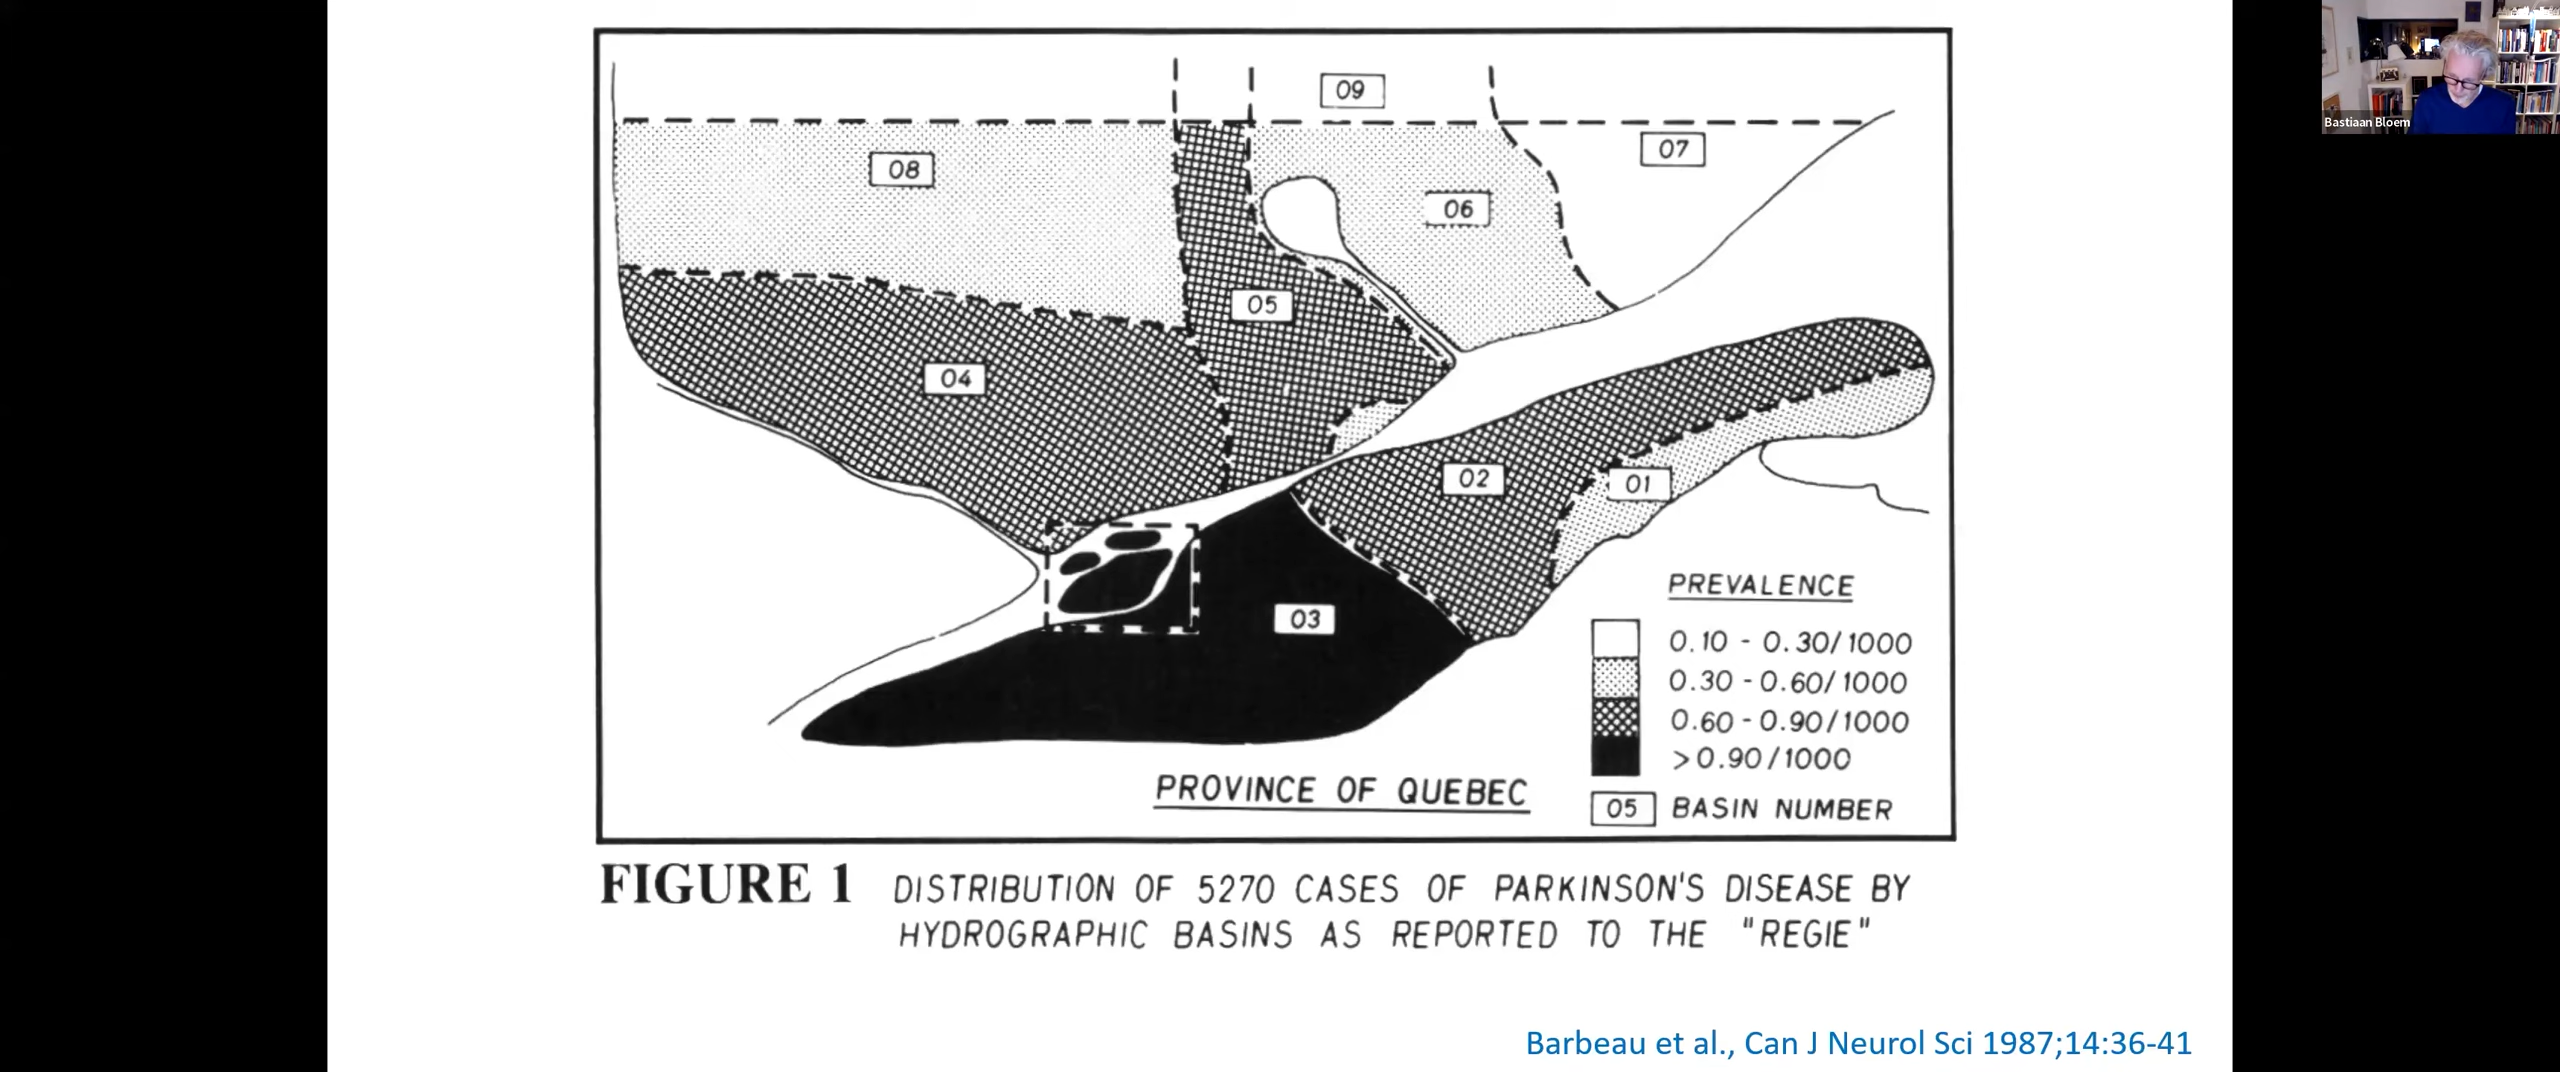 09
07
08
06
05
04
02
01
03
PREVALENCE
0.10 - 0.30/1000
0.30 - 0.60/1000
0.60 - 0.90/1000
>0.90/1000
05 BASIN NUMBER
PROVINCE OF QUEBEC
FIGURE 1 DISTRIBUTION OF 5270 CASES OF PARKINSON'S DISEASE BY
HYDROGRAPHIC BASINS AS REPORTED TO THE "REGIE"
Barbeau et al., Can J Neurol Sci 1987;14:36-41
Bastiaan Bloem